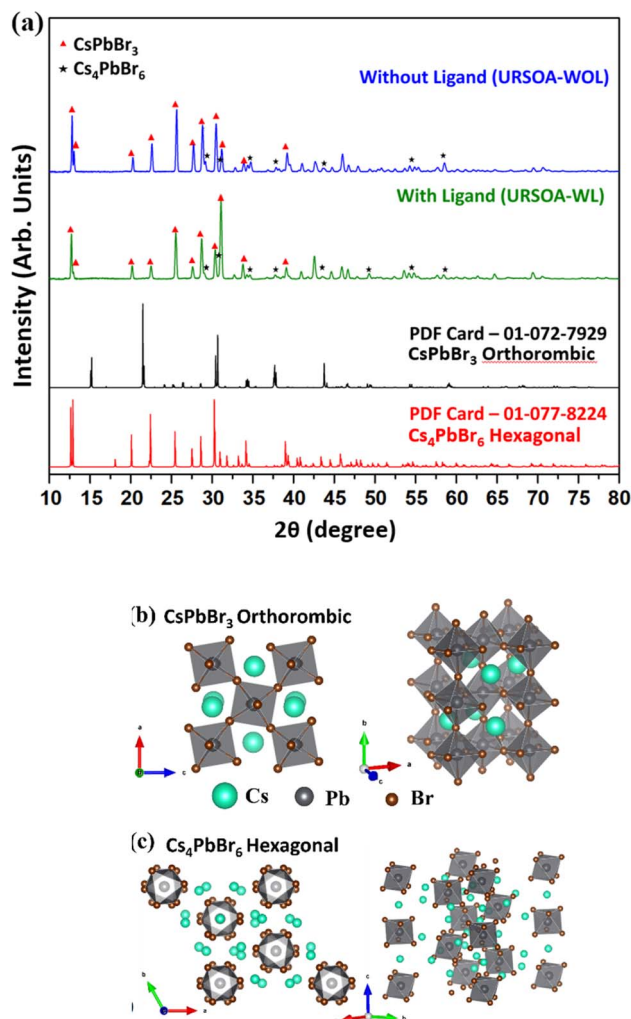 (a)
▲ CsPbBr₃
★ Cs₄PbBr₆
Without Ligand (URSOA-WOL)
With Ligand (URSOA-WL)
PDF Card – 01-072-7929
CsPbBr₃ Orthorombic
PDF Card – 01-077-8224
Cs₄PbBr₆ Hexagonal
Intensity (Arb. Units)
10 15 20 25 30 35 40 45 50 55 60 65 70 75 80
2θ (degree)
(b) CsPbBr₃ Orthorombic
a
c
b
a
c
Cs Pb Br
(c) Cs₄PbBr₆ Hexagonal
b
a
c
b